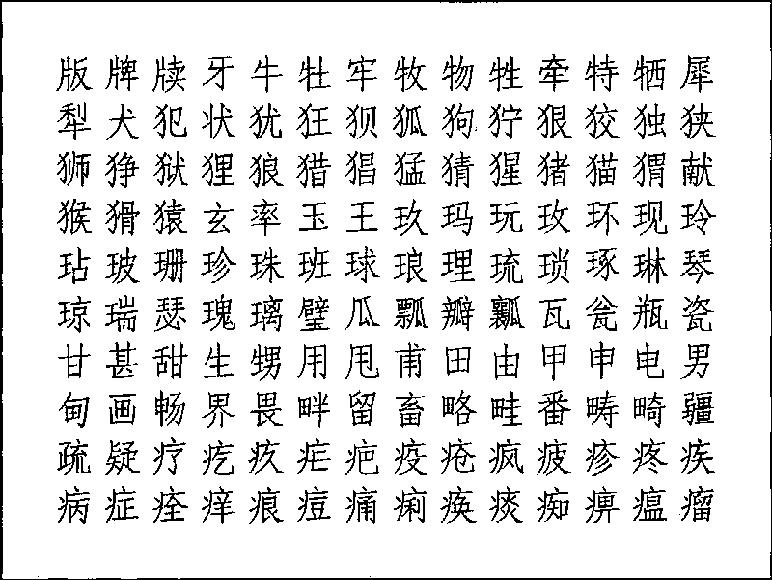 版牌牍牙牛牡牢牧物牲牵特牺犀
犁犬犯状犹狂狈狐狗狞狠狡独狭
狮狰狱狸狼猎猖猛猜猩猪猫猬献
猴猾猿玄率玉王玖玛玩玫环现玲
玷玻珊珍珠班球琅理琉琐琢琳琴
琼瑞瑟瑰璃璧瓜瓢瓣瓤瓦瓮瓶瓷
甘甚甜生甥用甩甫田由甲申电男
甸画畅界畏畔留畜略畦番畴畸疆
疏疑疗疙疚疟疤疫疮疯疲疹疼疾
病症痊痒痕痘痛痢痪痰痴痹瘟瘤